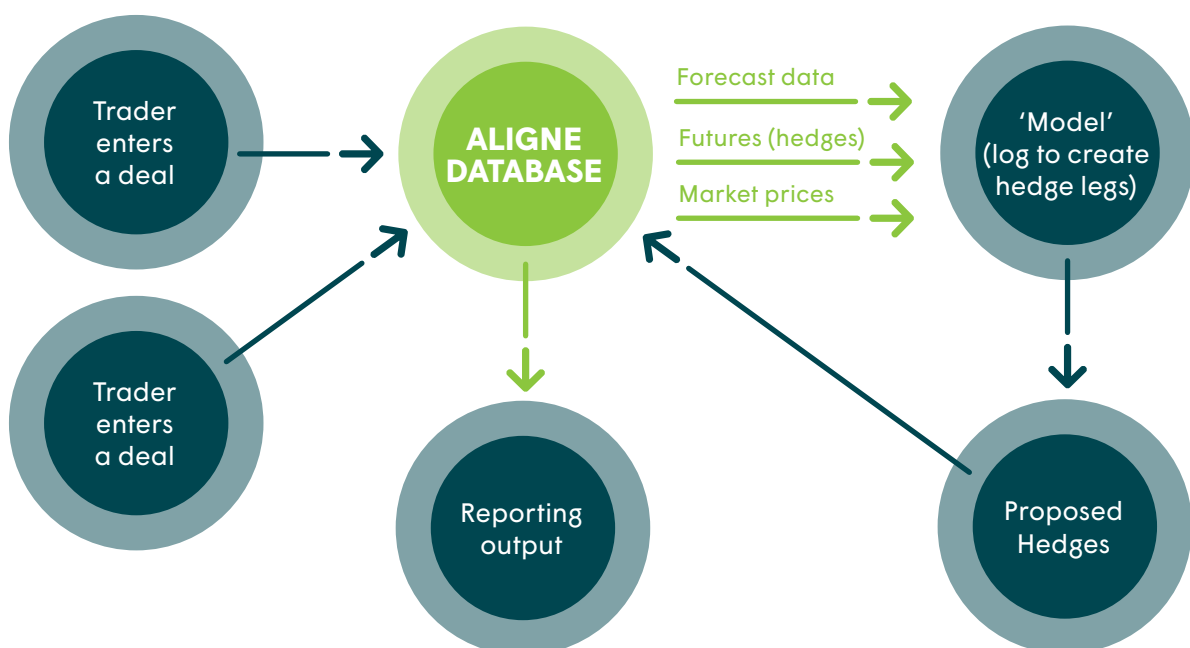 Trader
enters
a deal
ALIGNE
DATABASE
Forecast data
Futures (hedges)
Market prices
‘Model’
(log to create
hedge legs)
Trader
enters
a deal
Reporting
output
Proposed
Hedges